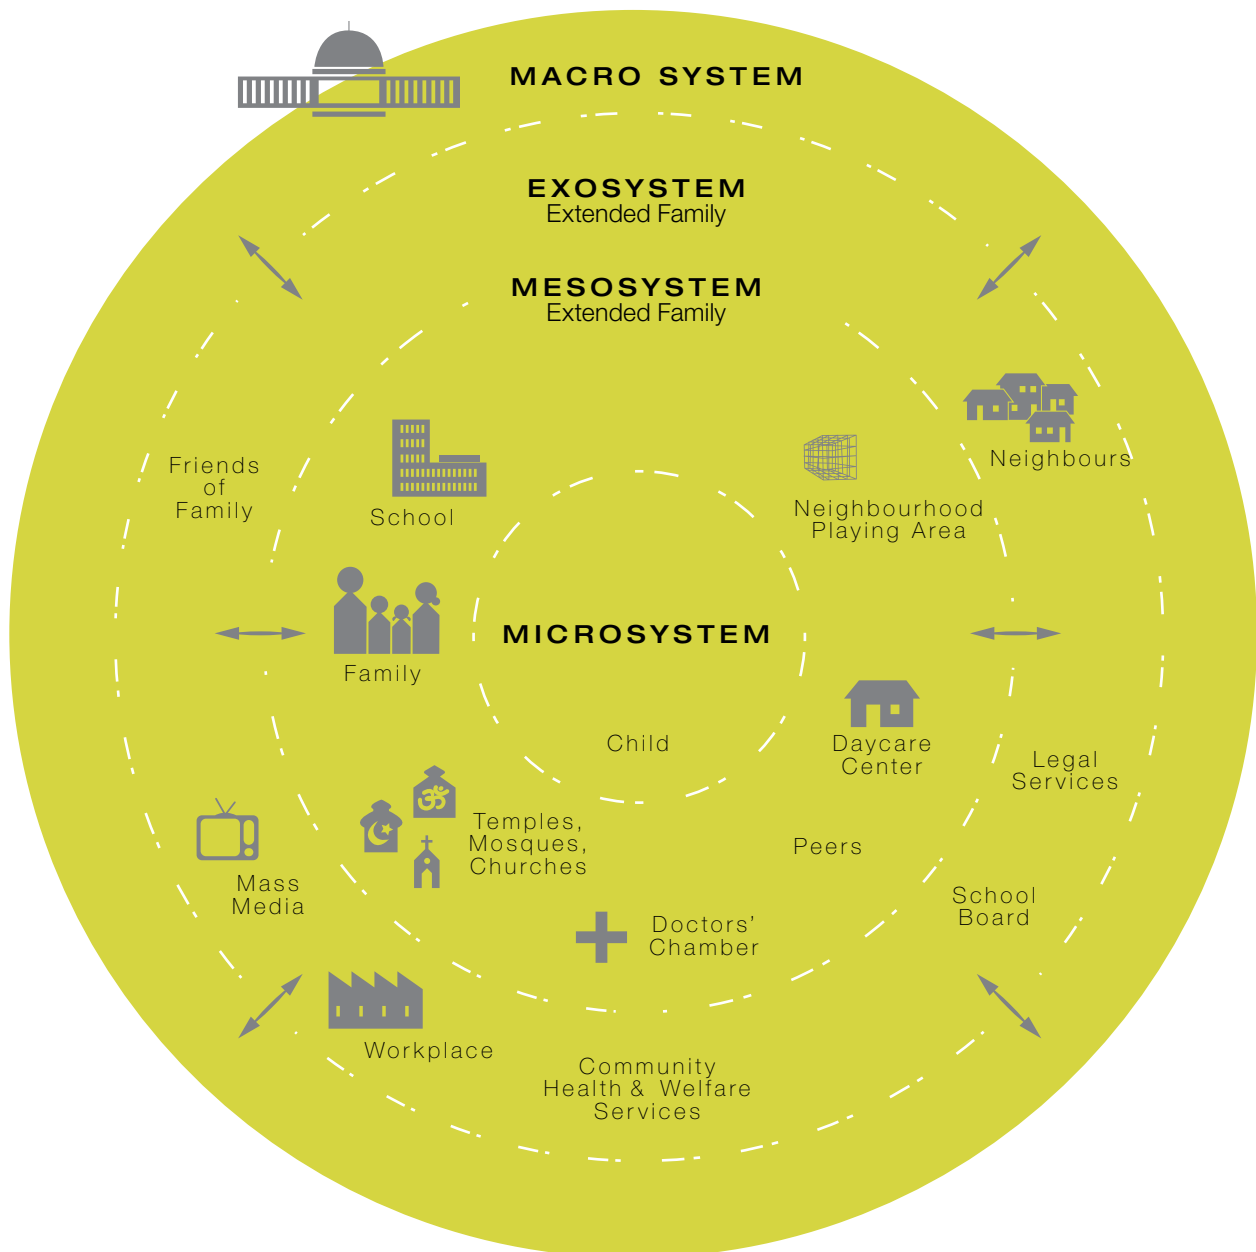 MACRO SYSTEM
EXOSYSTEM
Extended Family
MESOSYSTEM
Extended Family
Neighbours
Friends
of
Family
School
Neighbourhood
Playing Area
MICROSYSTEM
Family
Child
Daycare
Center
Legal
Services
ॐ
Temples,
Mosques,
Churches
Peers
Mass
Media
School
Board
Doctors’
Chamber
Workplace
Community
Health & Welfare
Services